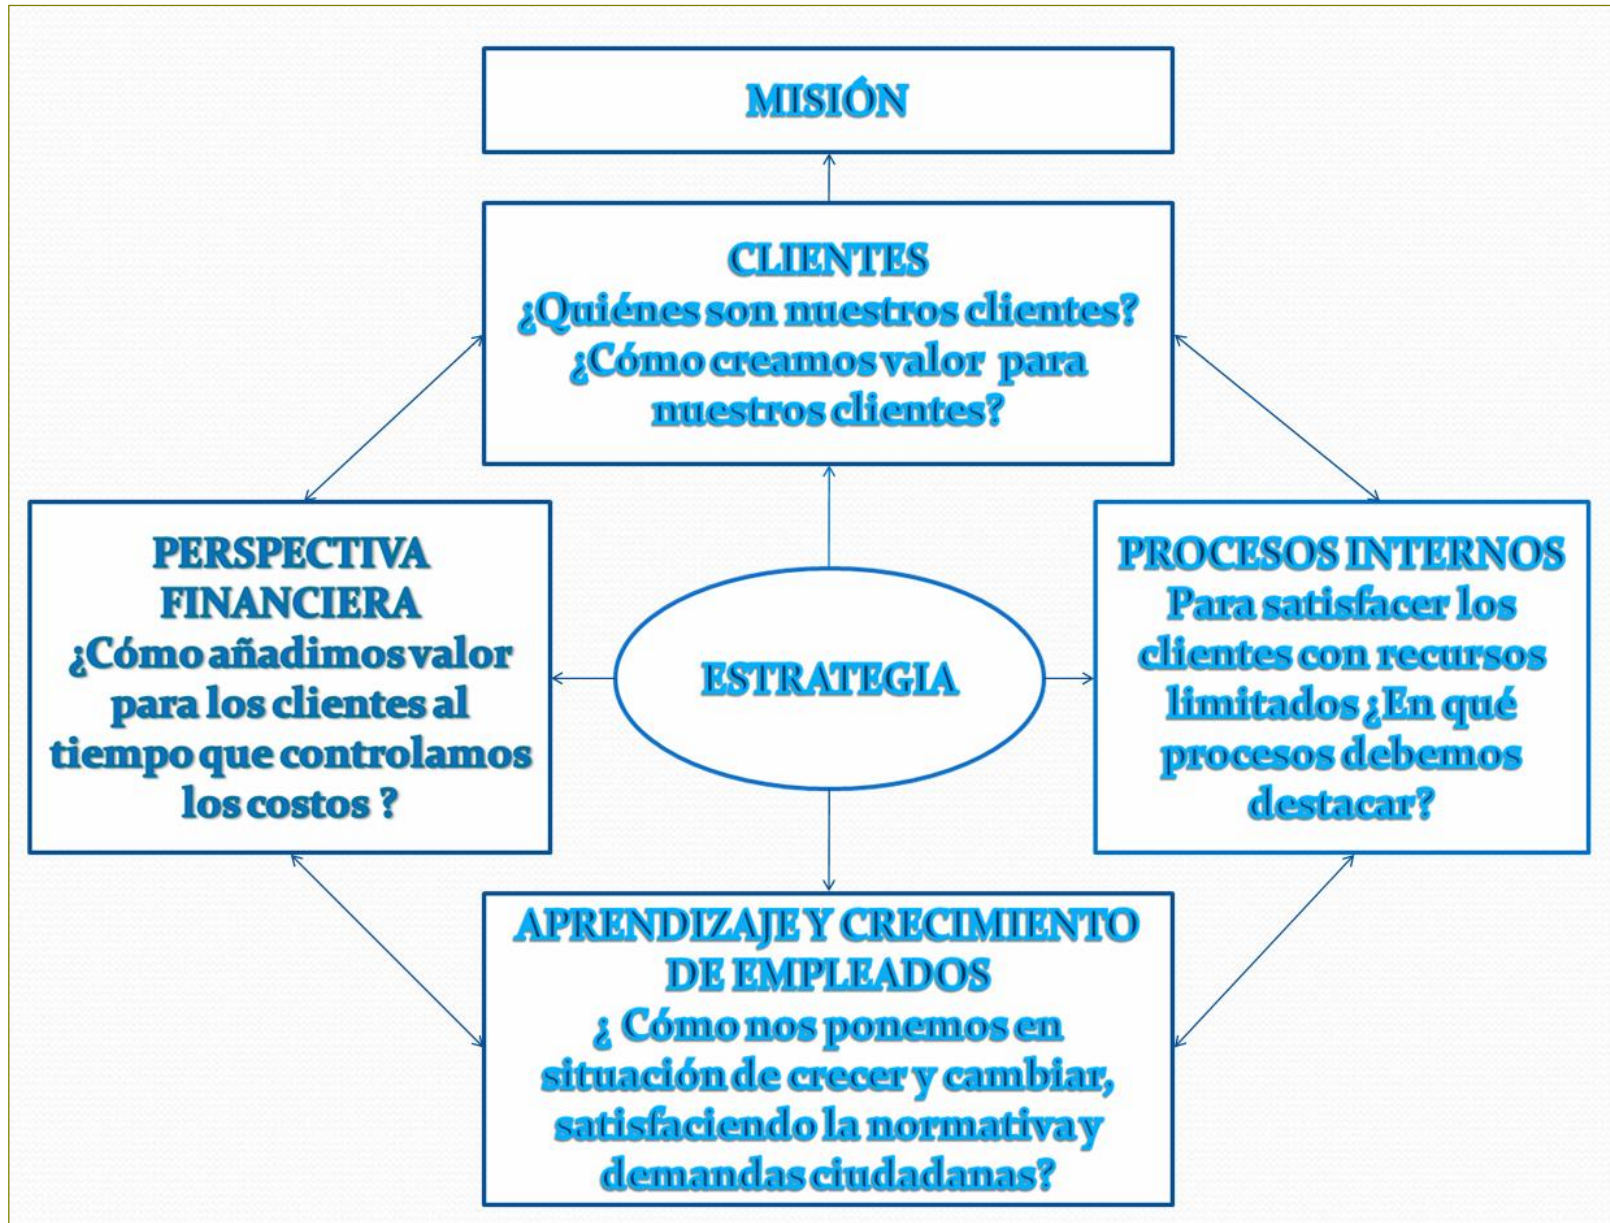 MISIÓN
CLIENTES
¿Quiénes son nuestros clientes?
¿Cómo creamos valor para
nuestros clientes?
PERSPECTIVA
FINANCIERA
¿Cómo añadimos valor
para los clientes al
tiempo que controlamos
los costos ?
ESTRATEGIA
PROCESOS INTERNOS
Para satisfacer los
clientes con recursos
limitados ¿En qué
procesos debemos
destacar?
APRENDIZAJE Y CRECIMIENTO
DE EMPLEADOS
¿ Cómo nos ponemos en
situación de crecer y cambiar,
satisfaciendo la normativa y
demandas ciudadanas?